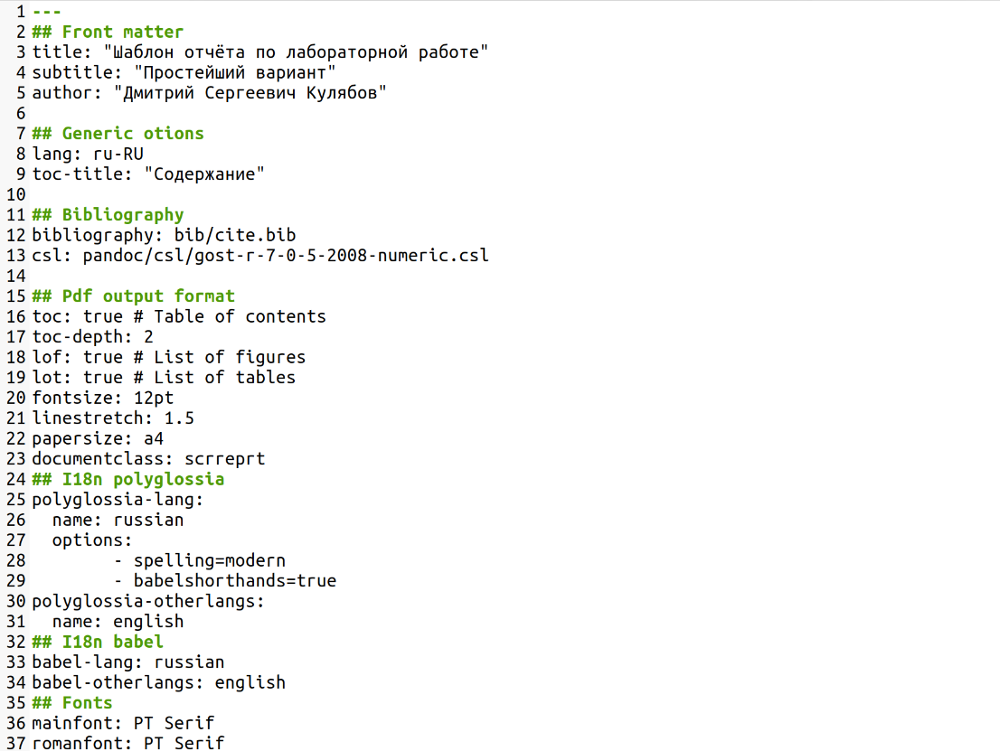 1 ---
2 ## Front matter
3 title: "Шаблон отчёта по лабораторной работе"
4 subtitle: "Простейший вариант"
5 author: "Дмитрий Сергеевич Кулябов"
6
7 ## Generic otions
8 lang: ru-RU
9 toc-title: "Содержание"
10
11 ## Bibliography
12 bibliography: bib/cite.bib
13 csl: pandoc/csl/gost-r-7-0-5-2008-numeric.csl
14
15 ## Pdf output format
16 toc: true # Table of contents
17 toc-depth: 2
18 lof: true # List of figures
19 lot: true # List of tables
20 fontsize: 12pt
21 linestretch: 1.5
22 papersize: a4
23 documentclass: scrreprt
24 ## I18n polyglossia
25 polyglossia-lang:
26   name: russian
27   options:
28         - spelling=modern
29         - babelshorthands=true
30 polyglossia-otherlangs:
31   name: english
32 ## I18n babel
33 babel-lang: russian
34 babel-otherlangs: english
35 ## Fonts
36 mainfont: PT Serif
37 romanfont: PT Serif